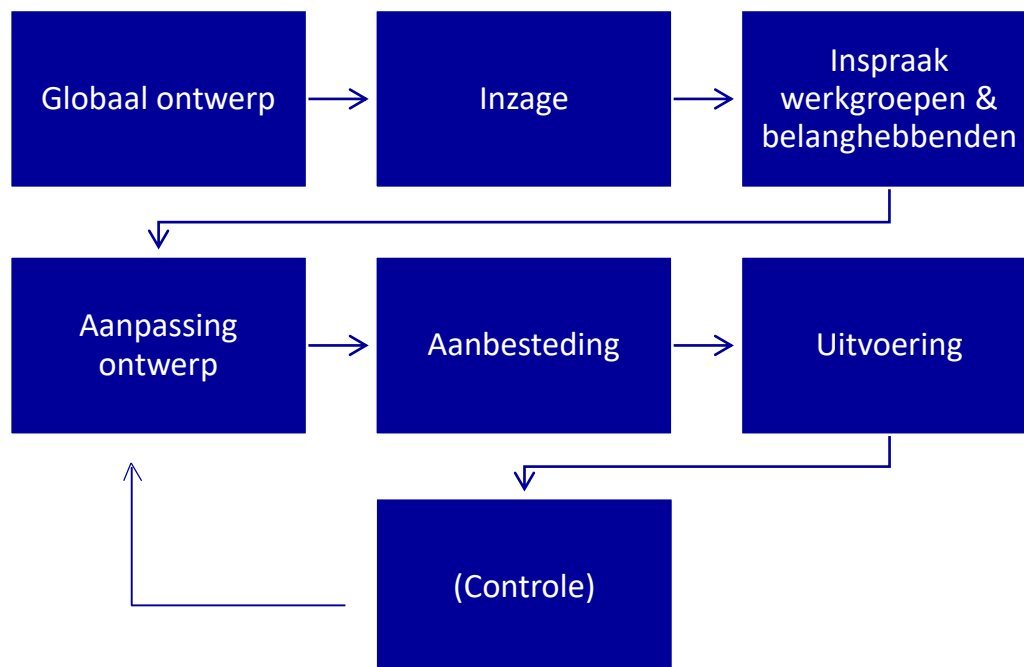 Globaal ontwerp
Inzage
Inspraak
werkgroepen &
belanghebbenden
Aanpassing
ontwerp
Aanbesteding
Uitvoering
(Controle)